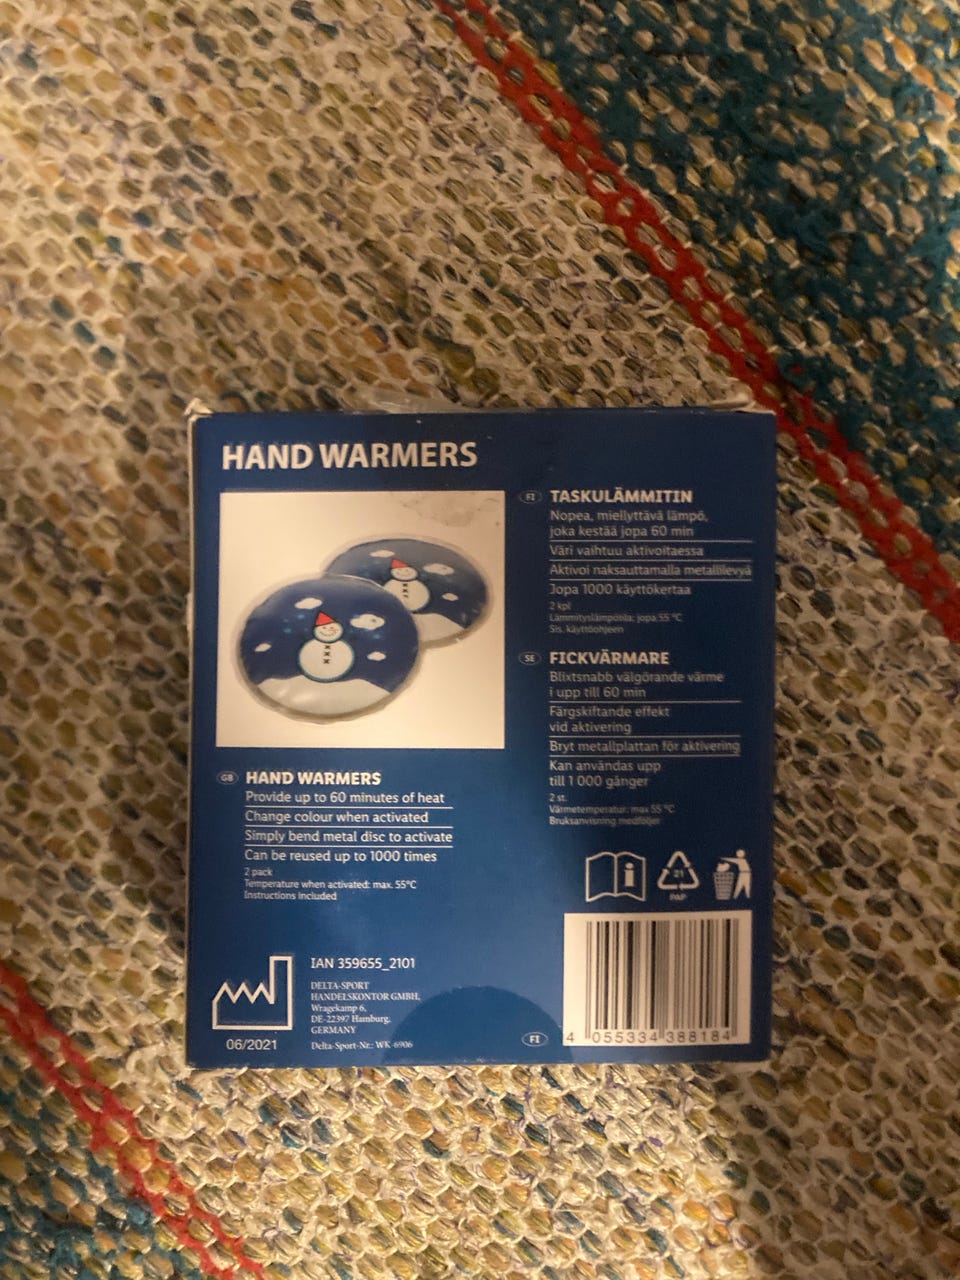 HAND WARMERS
GB HAND WARMERS
Provide up to 60 minutes of heat
Change colour when activated
Simply bend metal disc to activate
Can be reused up to 1000 times
2 pack
Temperature when activated: max. 55°C
Instructions included
FI TASKULÄMMITIN
Nopea, miellyttävä lämpö,
joka kestää jopa 60 min
Väri vaihtuu aktivoitaessa
Aktivoi naksauttamalla metallilevyä
Jopa 1000 käyttökertaa
2 kpl
Lämmityslämpötila: jopa 55 °C
Sis. käyttöohjeen
SE FICKVÄRMARE
Blixtsnabb välgörande värme
i upp till 60 min
Färgskiftande effekt
vid aktivering
Bryt metallplattan för aktivering
Kan användas upp
till 1 000 gånger
2 st.
Värmetemperatur: max 55 °C
Bruksanvisning medföljer
21
PAP
IAN 359655_2101
DELTA-SPORT
HANDELSKONTOR GMBH,
Wragekamp 6,
DE-22397 Hamburg,
GERMANY
Delta-Sport-Nr.: WK-6906
06/2021
FI
4 055334 388184